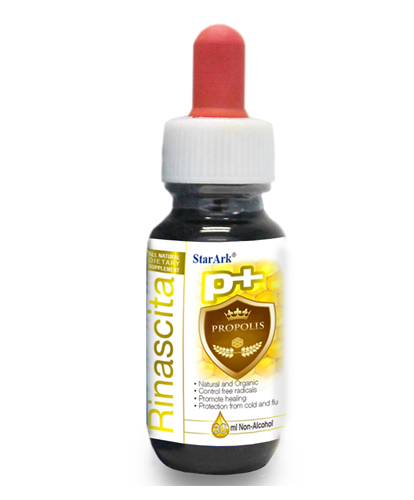 ALL NATURAL
DIETARY
SUPPLEMENT
Rinascita
StarArk®
P+
PROPOLIS
• Natural and Organic
• Control free radicals
• Promote healing
• Protection from cold and flu
30 ml Non-Alcohol